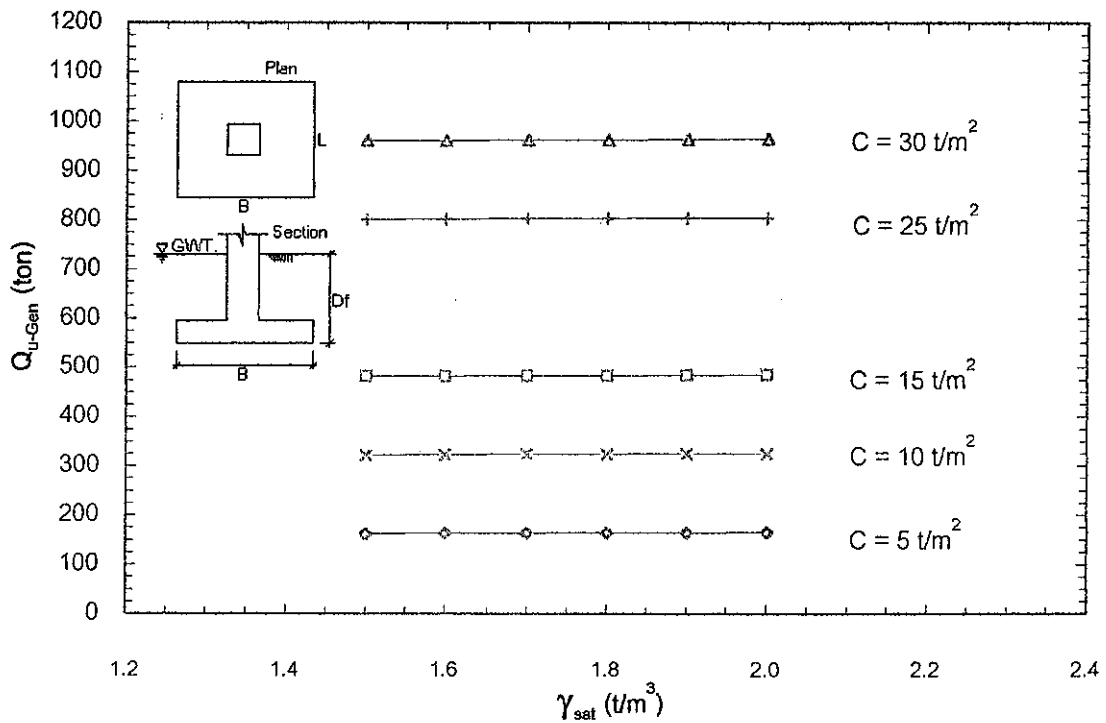 1200
1100
1000
900
800
700
600
500
400
300
200
100
0
Q u-Gen (ton)
Plan
L
B
Section
GWT.
Df
B
C = 30 t/m²
C = 25 t/m²
C = 15 t/m²
C = 10 t/m²
C = 5 t/m²
1.2 1.4 1.6 1.8 2.0 2.2 2.4
γsat (t/m³)